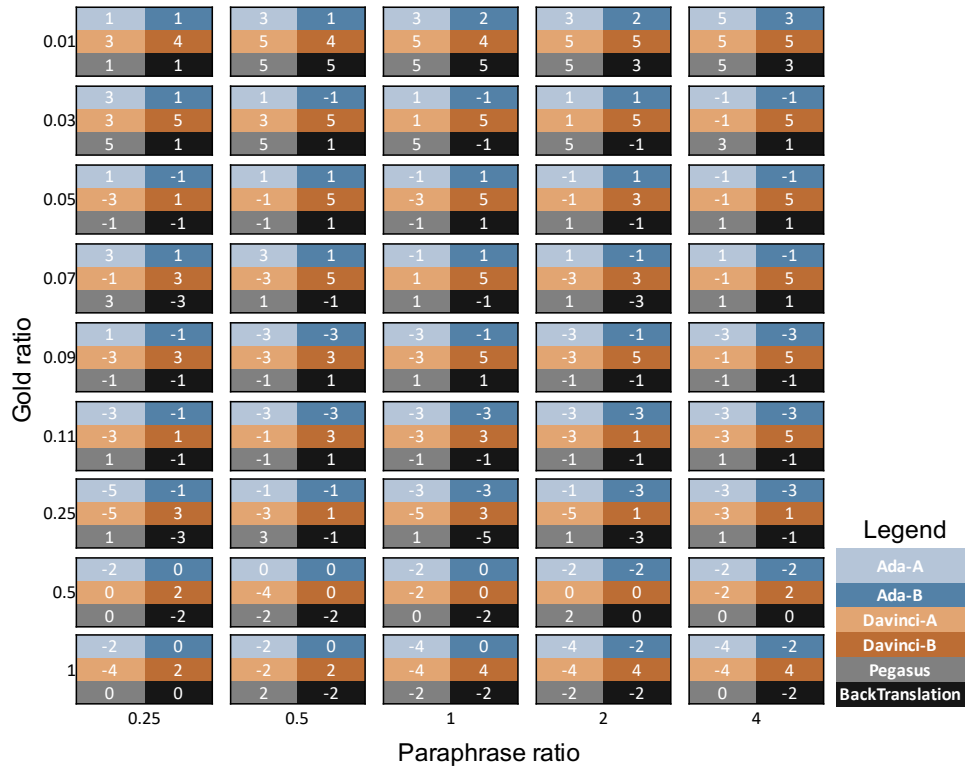 1 1 3 1 3 2 3 2 5 3
0.01 3 4 5 4 5 4 5 5 5 5
1 1 5 5 5 5 5 3 5 3
3 1 1 -1 1 -1 1 1 -1 -1
0.03 3 5 3 5 1 5 1 5 -1 5
5 1 5 1 5 -1 5 -1 3 1
1 -1 1 1 -1 1 -1 1 -1 -1
0.05 -3 1 -1 5 -3 5 -1 3 -1 5
-1 -1 -1 1 -1 1 1 -1 1 1
3 1 3 1 -1 1 1 -1 1 -1
0.07 -1 3 -3 5 1 5 -3 3 -1 5
3 -3 1 -1 1 -1 1 -3 1 1
1 -1 -3 -3 -3 -1 -3 -1 -3 -3
0.09 -3 3 -3 3 -3 5 -3 5 -1 5
-1 -1 -1 1 1 1 -1 -1 -1 -1
Gold ratio
-3 -1 -3 -3 -3 -3 -3 -3 -3 -3
0.11 -3 1 -1 3 -3 3 -3 1 -3 5
1 -1 -1 1 -1 -1 -1 -1 -1 -1
-5 -1 -1 -1 -3 -3 -1 -3 -3 -3
0.25 -5 3 -3 1 -5 3 -5 1 -3 1
1 -3 3 -1 1 -5 1 -3 1 -1
-2 0 0 0 -2 0 -2 -2 -2 -2
0.5 0 2 -4 0 -2 0 0 0 -2 2
0 -2 -2 -2 0 -2 2 0 0 0
-2 0 -2 0 -4 0 -4 -2 -4 -2
1 -4 2 -2 2 -4 4 -4 4 -4 4
0 0 2 -2 -2 -2 -2 -2 0 -2
0.25 0.5 1 2 4
Paraphrase ratio
Legend
Ada-A
Ada-B
Davinci-A
Davinci-B
Pegasus
BackTranslation